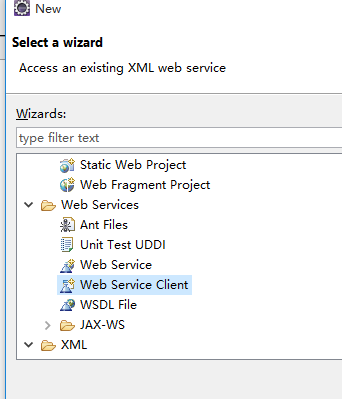 New
Select a wizard
Access an existing XML web service
Wizards:
type filter text
Static Web Project
Web Fragment Project
Web Services
Ant Files
Unit Test UDDI
Web Service
Web Service Client
WSDL File
JAX-WS
XML